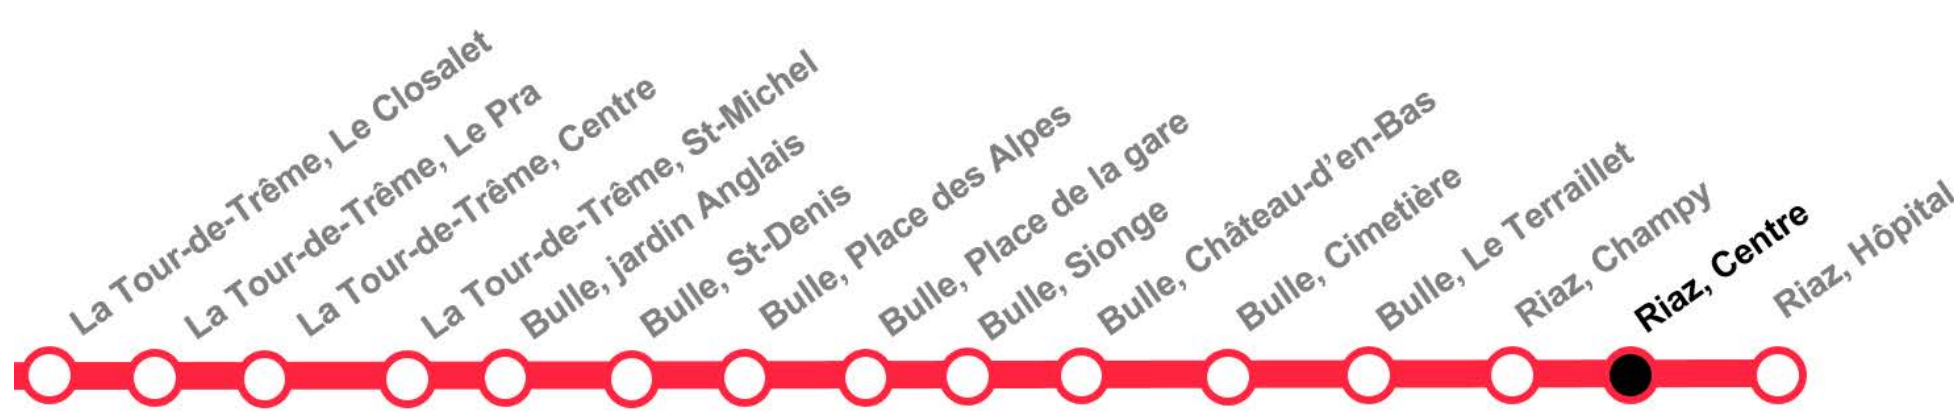 La Tour-de-Trême, Le Closalet
La Tour-de-Trême, Le Pra
La Tour-de-Trême, Centre
La Tour-de-Trême, St-Michel
Bulle, jardin Anglais
Bulle, St-Denis
Bulle, Place des Alpes
Bulle, Place de la gare
Bulle, Sionge
Bulle, Château-d’en-Bas
Bulle, Cimetière
Bulle, Le Terraillet
Riaz, Champy
Riaz, Centre
Riaz, Hôpital